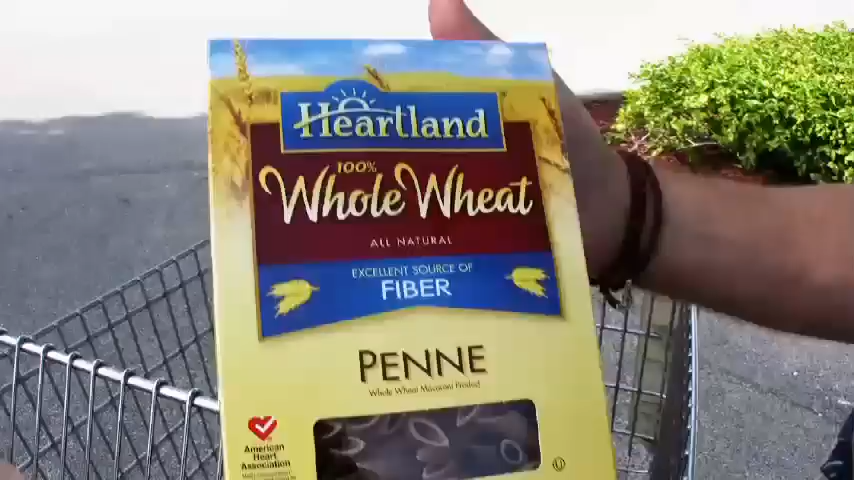 Heartland
100%
Whole Wheat
ALL NATURAL
EXCELLENT SOURCE OF
FIBER
PENNE
Whole Wheat Macaroni Product
American
Heart
Association
U